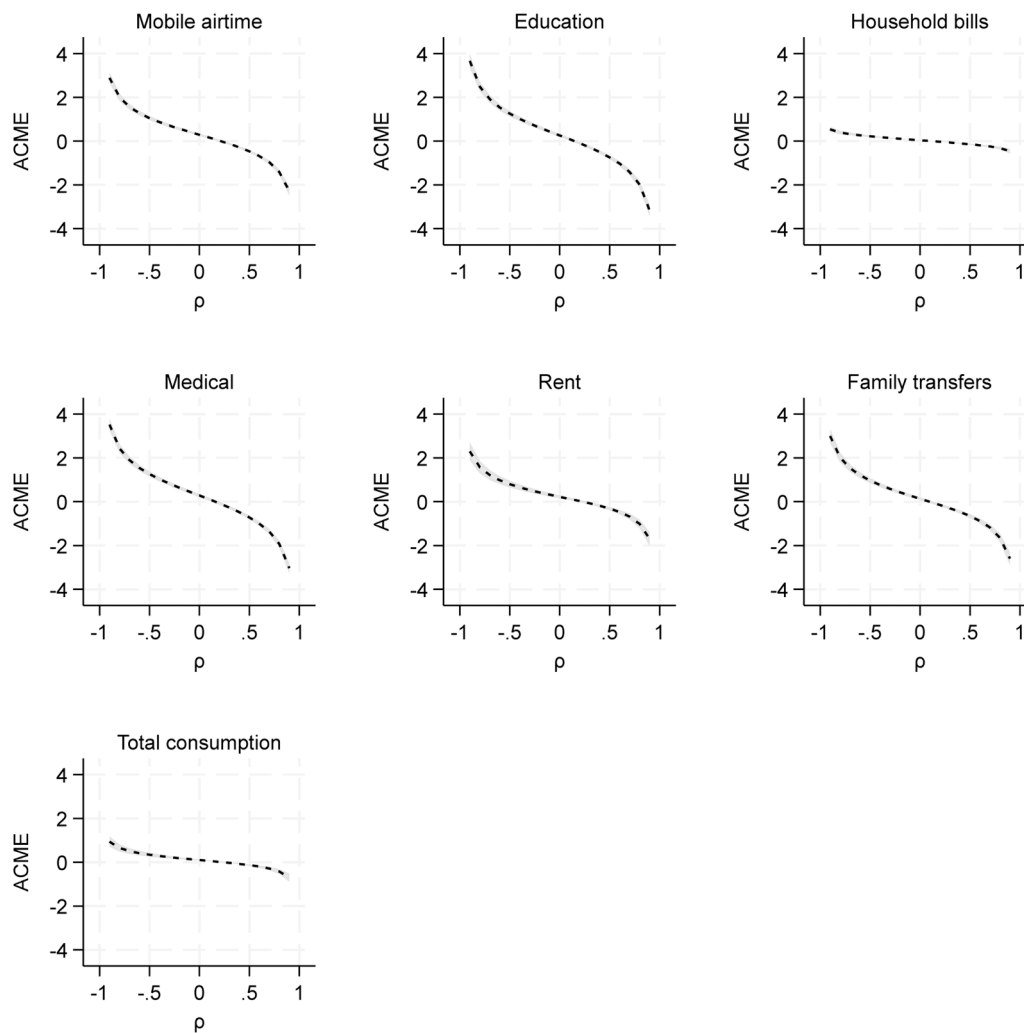 Mobile airtime
4
2
0
-2
-4
ACME
-1 -.5 0 .5 1
ρ
Education
4
2
0
-2
-4
ACME
-1 -.5 0 .5 1
ρ
Household bills
4
2
0
-2
-4
ACME
-1 -.5 0 .5 1
ρ
Medical
4
2
0
-2
-4
ACME
-1 -.5 0 .5 1
ρ
Rent
4
2
0
-2
-4
ACME
-1 -.5 0 .5 1
ρ
Family transfers
4
2
0
-2
-4
ACME
-1 -.5 0 .5 1
ρ
Total consumption
4
2
0
-2
-4
ACME
-1 -.5 0 .5 1
ρ